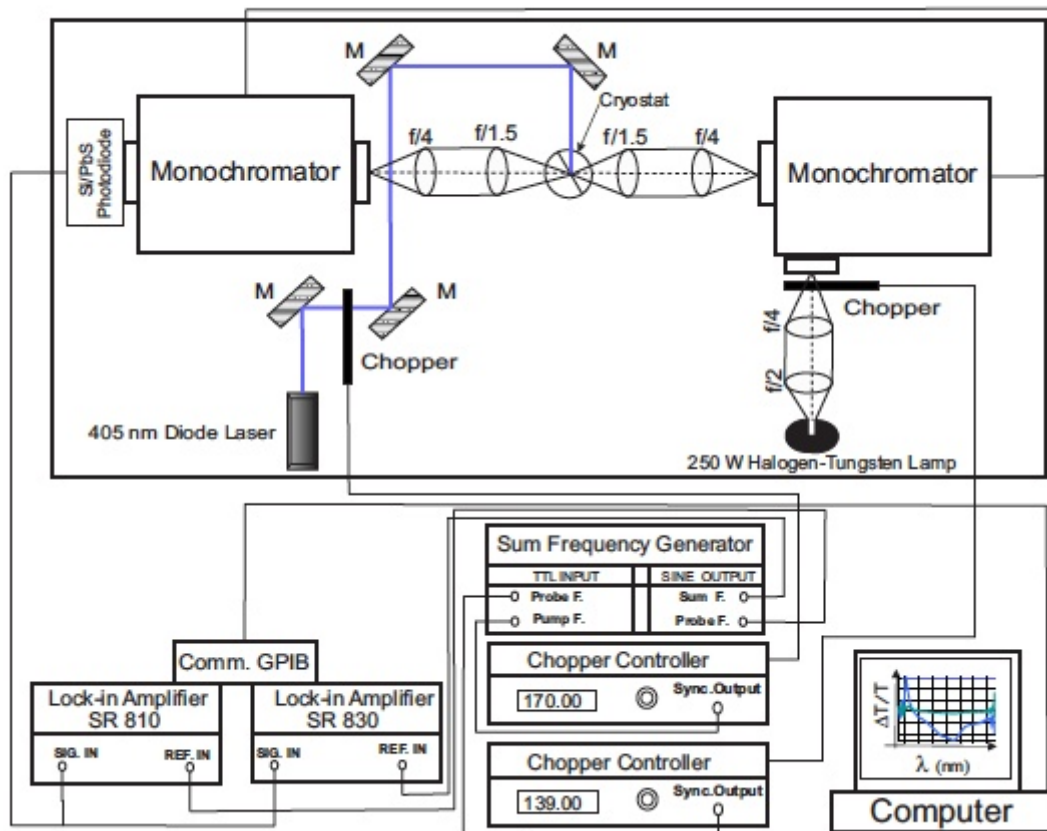 M
M
Cryostat
Si/PbS
Photodiode
Monochromator
f/4
f/1.5
f/1.5
f/4
Monochromator
M
M
Chopper
Chopper
f/4
f/2
405 nm Diode Laser
250 W Halogen-Tungsten Lamp
Sum Frequency Generator
TTL INPUT
SINE OUTPUT
Probe F.
Sum F.
Pump F.
Probe F.
Comm. GPIB
Chopper Controller
170.00
Sync.Output
Lock-in Amplifier
SR 810
SIG. IN
REF. IN
Lock-in Amplifier
SR 830
SIG. IN
REF. IN
Chopper Controller
139.00
Sync.Output
ΔT/T
λ (nm)
Computer